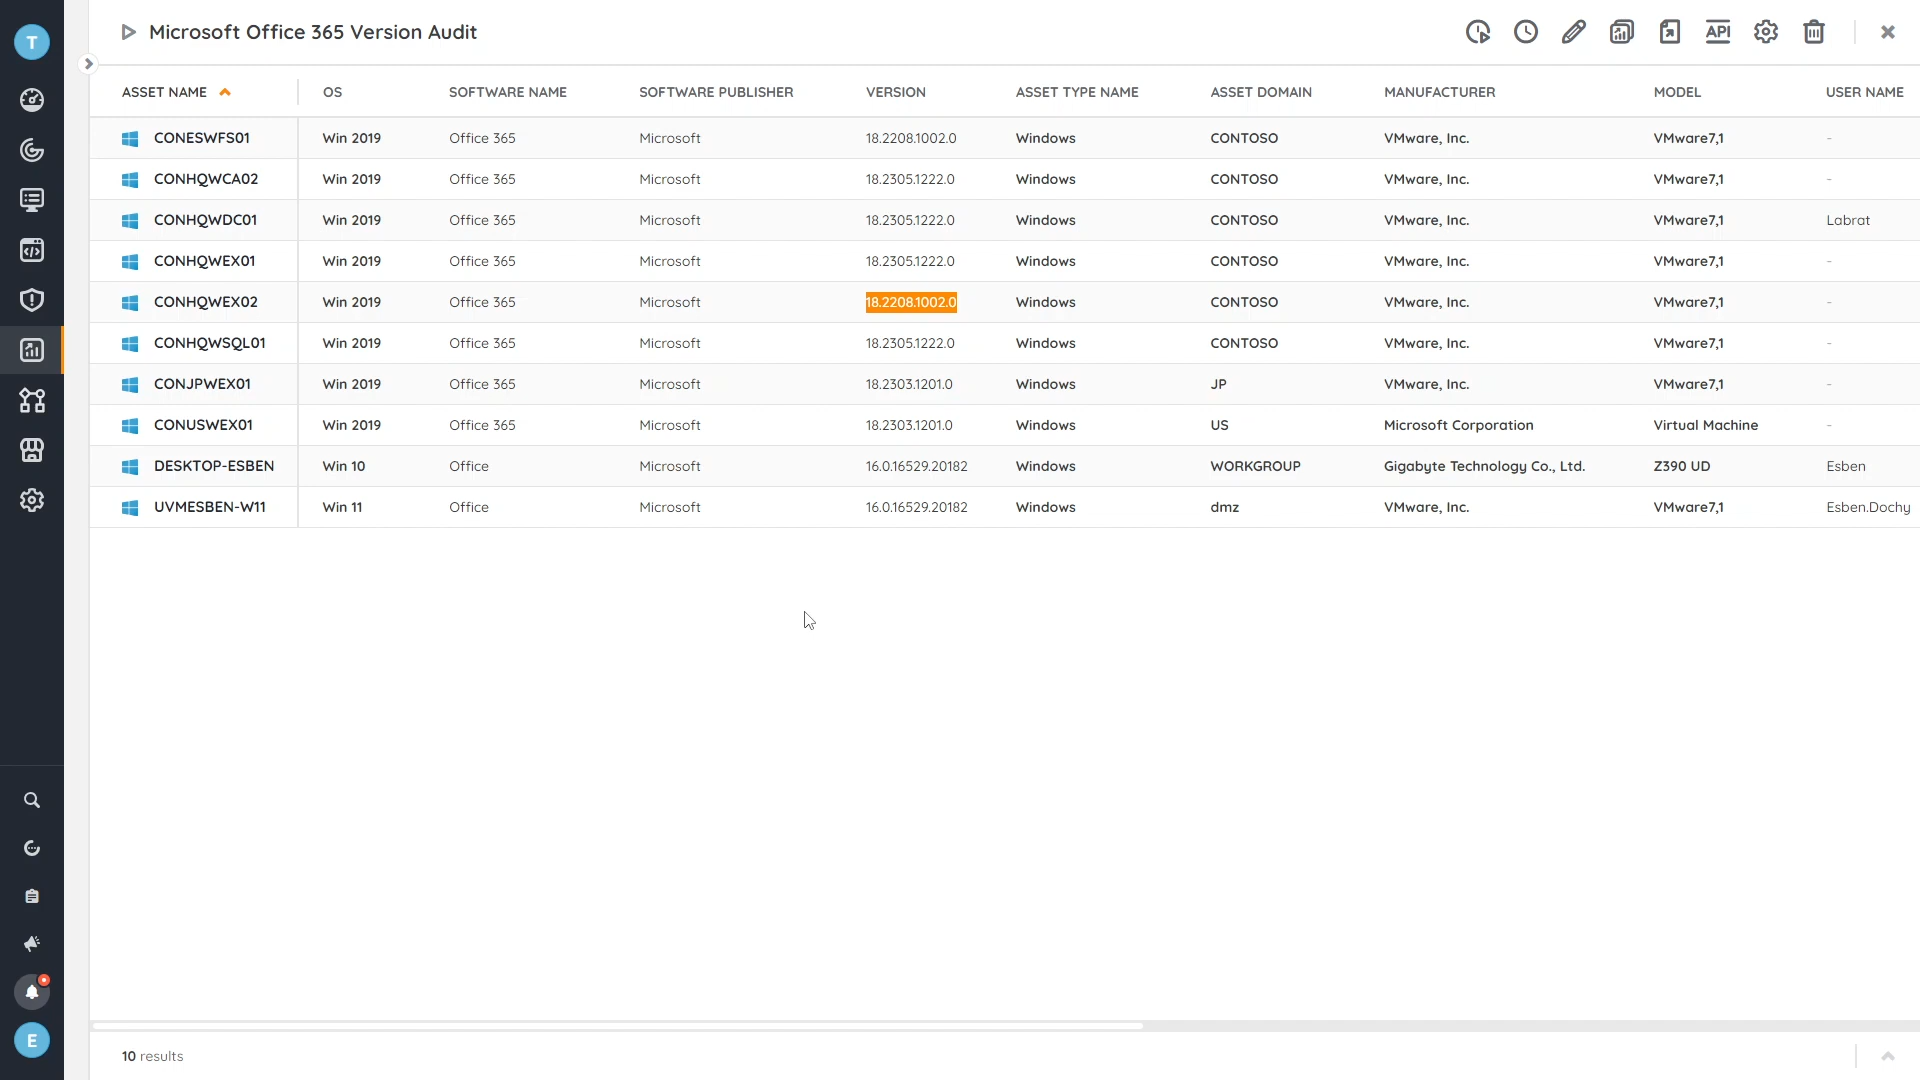 T
Microsoft Office 365 Version Audit
API
ASSET NAME OS SOFTWARE NAME SOFTWARE PUBLISHER VERSION ASSET TYPE NAME ASSET DOMAIN MANUFACTURER MODEL USER NAME
CONESWFS01 Win 2019 Office 365 Microsoft 18.2208.1002.0 Windows CONTOSO VMware, Inc. VMware7,1 -
CONHQWCA02 Win 2019 Office 365 Microsoft 18.2305.1222.0 Windows CONTOSO VMware, Inc. VMware7,1 -
CONHQWDC01 Win 2019 Office 365 Microsoft 18.2305.1222.0 Windows CONTOSO VMware, Inc. VMware7,1 Labrat
CONHQWEX01 Win 2019 Office 365 Microsoft 18.2305.1222.0 Windows CONTOSO VMware, Inc. VMware7,1 -
CONHQWEX02 Win 2019 Office 365 Microsoft 18.2208.1002.0 Windows CONTOSO VMware, Inc. VMware7,1 -
CONHQWSQL01 Win 2019 Office 365 Microsoft 18.2305.1222.0 Windows CONTOSO VMware, Inc. VMware7,1 -
CONJPWEX01 Win 2019 Office 365 Microsoft 18.2303.1201.0 Windows JP VMware, Inc. VMware7,1 -
CONUSWEX01 Win 2019 Office 365 Microsoft 18.2303.1201.0 Windows US Microsoft Corporation Virtual Machine -
DESKTOP-ESBEN Win 10 Office Microsoft 16.0.16529.20182 Windows WORKGROUP Gigabyte Technology Co., Ltd. Z390 UD Esben
UVMESBEN-W11 Win 11 Office Microsoft 16.0.16529.20182 Windows dmz VMware, Inc. VMware7,1 Esben.Dochy
E
10 results